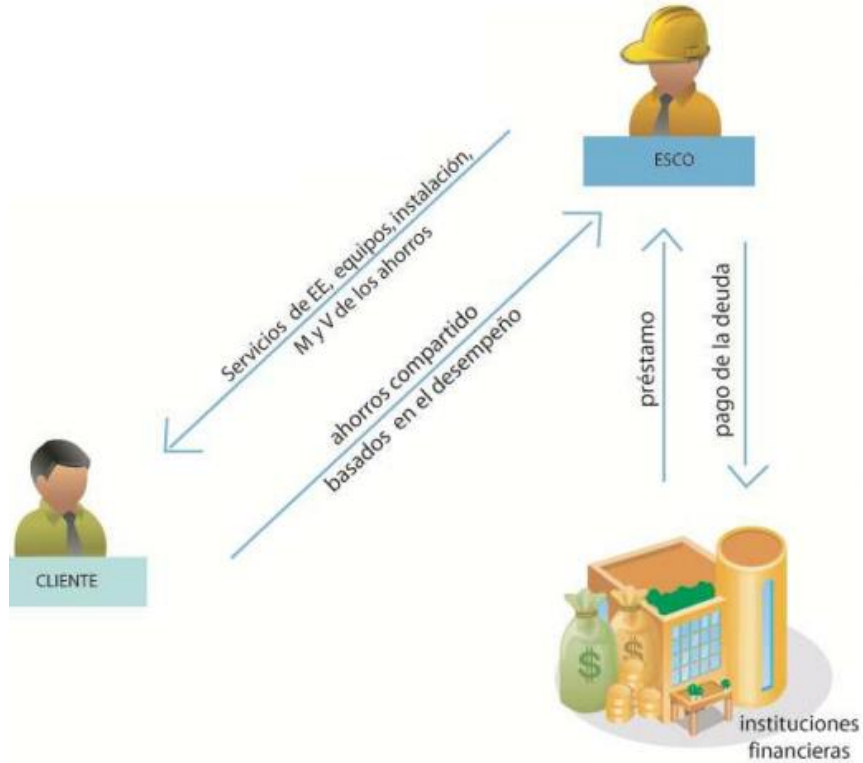 ESCO
Servicios de EE, equipos, instalación,
M y V de los ahorros
ahorros compartido
basados en el desempeño
préstamo
pago de la deuda
CLIENTE
$
$
instituciones
financieras